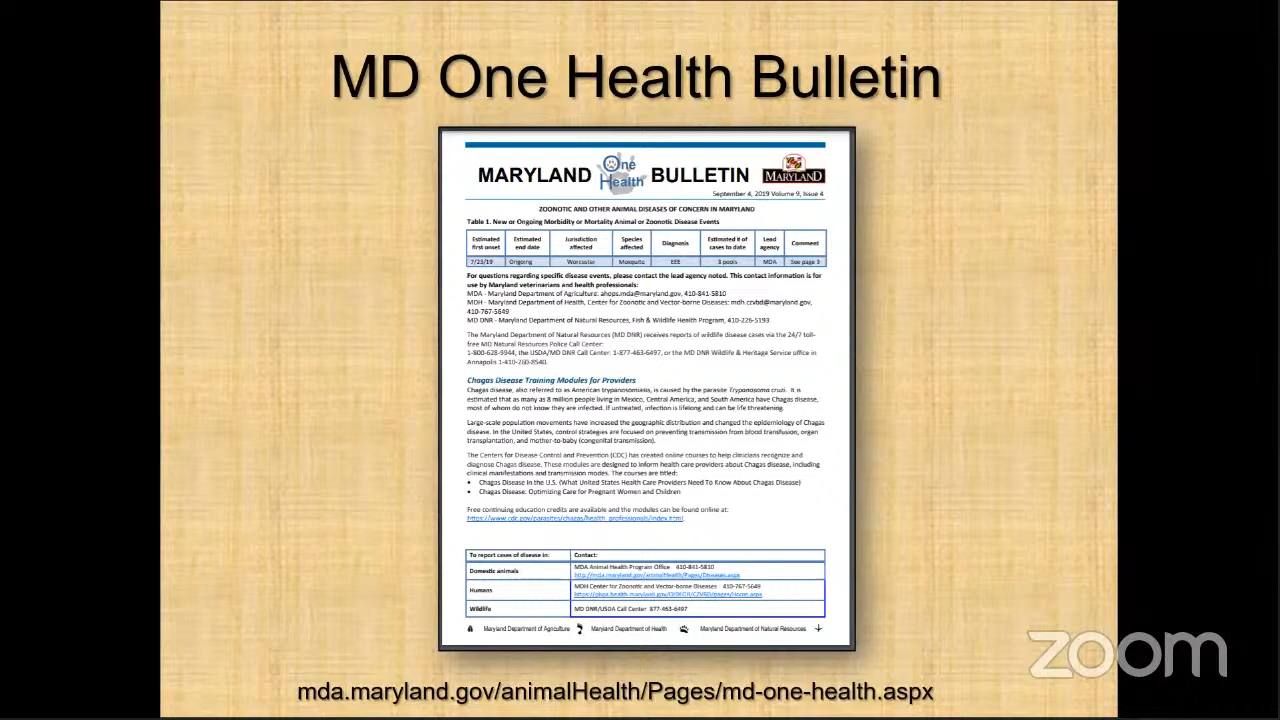 MD One Health Bulletin
MARYLAND One Health BULLETIN MARYLAND
September 4, 2019 Volume 9, Issue 4
ZOONOTIC AND OTHER ANIMAL DISEASES OF CONCERN IN MARYLAND
Table 1. New or Ongoing Morbidity or Mortality Animal or Zoonotic Disease Events
Estimated first onset Estimated end date Jurisdiction affected Species affected Diagnosis Estimated # of cases to date Lead agency Comment
7/23/19 Ongoing Worcester Mosquito EEE 3 pools MDA See page 3
For questions regarding specific disease events, please contact the lead agency noted. This contact information is for
use by Maryland veterinarians and health professionals:
MDA - Maryland Department of Agriculture: ahops.mda@maryland.gov, 410-841-5810
MDH - Maryland Department of Health, Center for Zoonotic and Vector-borne Diseases: mdh.czvbd@maryland.gov,
410-767-5649
MD DNR - Maryland Department of Natural Resources, Fish & Wildlife Health Program, 410-226-5193
The Maryland Department of Natural Resources (MD DNR) receives reports of wildlife disease cases via the 24/7 toll-
free MD Natural Resources Police Call Center:
1-800-628-9944, the USDA/MD DNR Call Center: 1-877-463-6497, or the MD DNR Wildlife & Heritage Service office in
Annapolis 1-410-260-8540.
Chagas Disease Training Modules for Providers
Chagas disease, also referred to as American trypanosomiasis, is caused by the parasite Trypanosoma cruzi. It is
estimated that as many as 8 million people living in Mexico, Central America, and South America have Chagas disease,
most of whom do not know they are infected. If untreated, infection is lifelong and can be life threatening.
Large-scale population movements have increased the geographic distribution and changed the epidemiology of Chagas
disease. In the United States, control strategies are focused on preventing transmission from blood transfusion, organ
transplantation, and mother-to-baby (congenital transmission).
The Centers for Disease Control and Prevention (CDC) has created online courses to help clinicians recognize and
diagnose Chagas disease. These modules are designed to inform health care providers about Chagas disease, including
clinical manifestations and transmission modes. The courses are titled:
• Chagas Disease In the U.S. (What United States Health Care Providers Need To Know About Chagas Disease)
• Chagas Disease: Optimizing Care for Pregnant Women and Children
Free continuing education credits are available and the modules can be found online at:
https://www.cdc.gov/parasites/chagas/health_professionals/index.html.
To report cases of disease in: Contact:
Domestic animals MDA Animal Health Program Office 410-841-5810
http://mda.maryland.gov/animalHealth/Pages/Diseases.aspx
Humans MDH Center for Zoonotic and Vector-borne Diseases 410-767-5649
https://phpa.health.maryland.gov/OIDEOR/CZVBD/pages/Home.aspx
Wildlife MD DNR/USDA Call Center 877-463-6497
Maryland Department of Agriculture Maryland Department of Health Maryland Department of Natural Resources
zoom
mda.maryland.gov/animalHealth/Pages/md-one-health.aspx